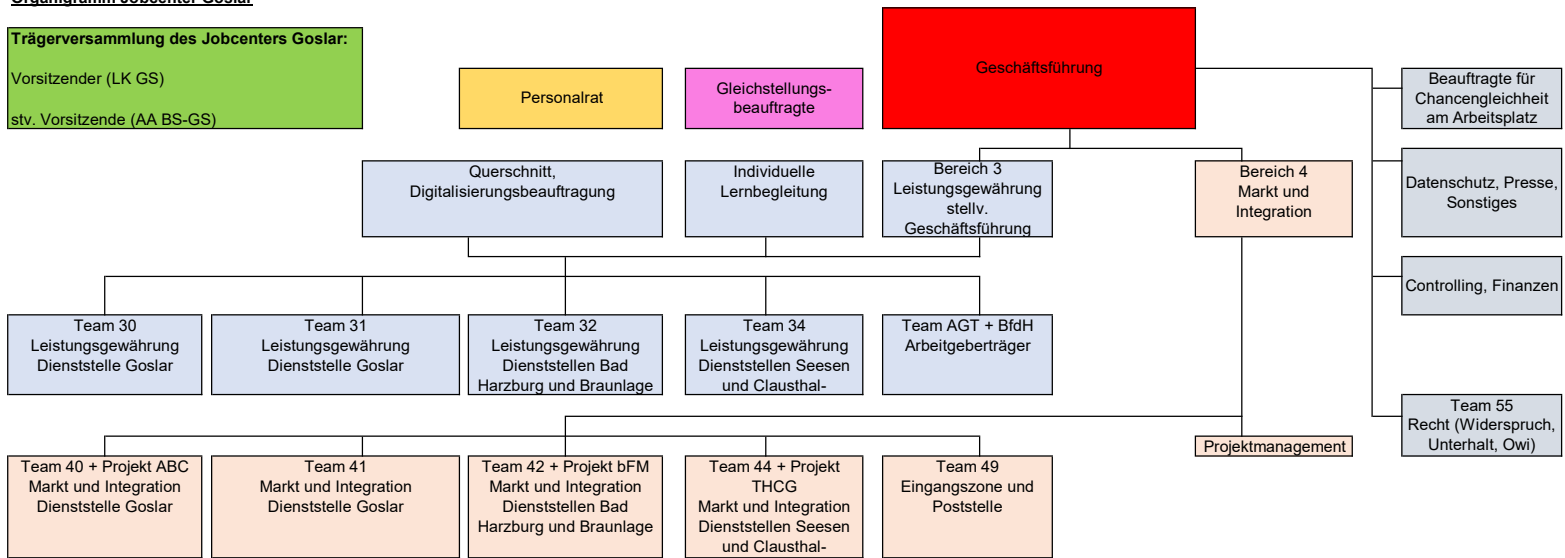 Organigramm Jobcenter Goslar
Trägerversammlung des Jobcenters Goslar:
Vorsitzender (LK GS)
stv. Vorsitzende (AA BS-GS)
Personalrat
Gleichstellungs-
beauftragte
Geschäftsführung
Beauftragte für
Chancengleichheit
am Arbeitsplatz
Querschnitt,
Digitalisierungsbeauftragung
Individuelle
Lernbegleitung
Bereich 3
Leistungsgewährung
stellv.
Geschäftsführung
Bereich 4
Markt und
Integration
Datenschutz, Presse,
Sonstiges
Controlling, Finanzen
Team 30
Leistungsgewährung
Dienststelle Goslar
Team 31
Leistungsgewährung
Dienststelle Goslar
Team 32
Leistungsgewährung
Dienststellen Bad
Harzburg und Braunlage
Team 34
Leistungsgewährung
Dienststellen Seesen
und Clausthal-
Team AGT + BfdH
Arbeitgeberträger
Team 55
Recht (Widerspruch,
Unterhalt, Owi)
Projektmanagement
Team 40 + Projekt ABC
Markt und Integration
Dienststelle Goslar
Team 41
Markt und Integration
Dienststelle Goslar
Team 42 + Projekt bFM
Markt und Integration
Dienststellen Bad
Harzburg und Braunlage
Team 44 + Projekt
THCG
Markt und Integration
Dienststellen Seesen
und Clausthal-
Team 49
Eingangszone und
Poststelle